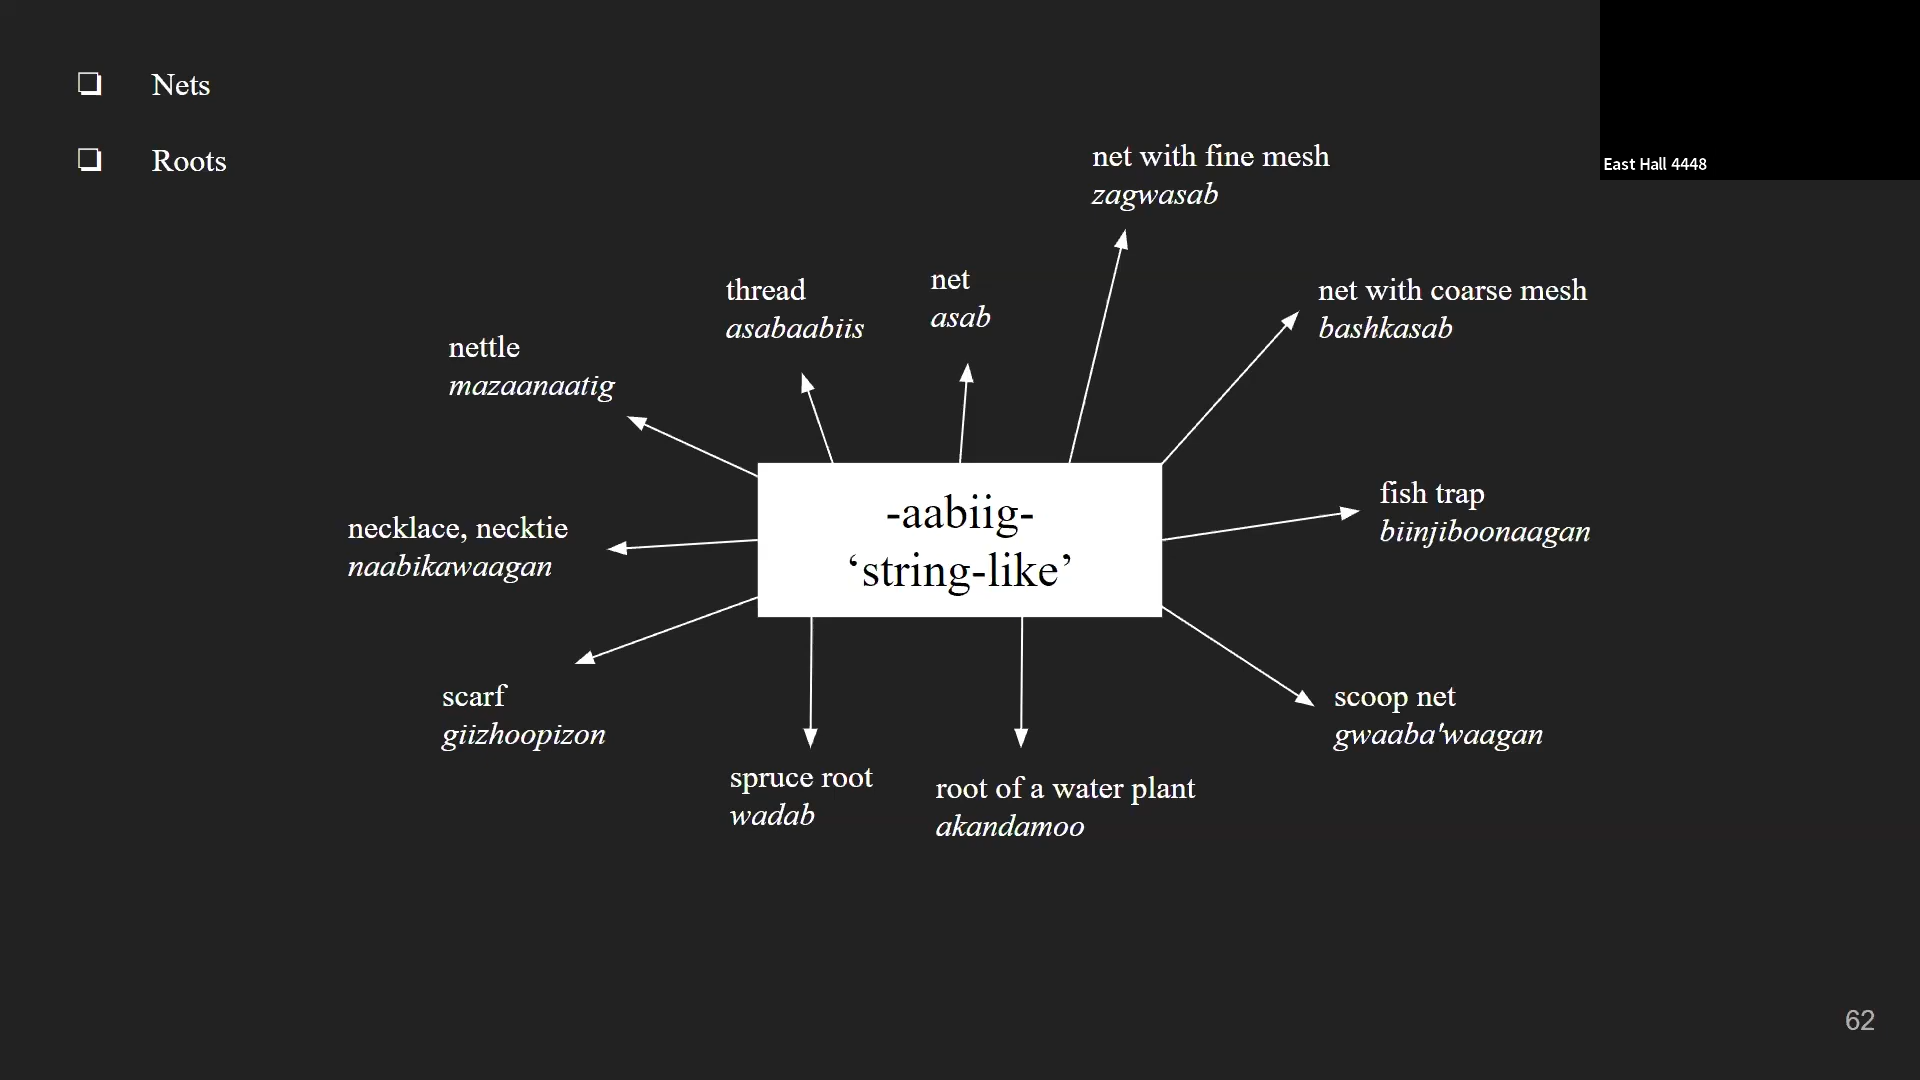 Nets
Roots
East Hall 4448
net with fine mesh
zagwasab
thread
asabaabiis
net
asab
net with coarse mesh
bashkasab
nettle
mazaanaatig
-aabiig-
‘string-like’
fish trap
biinjiboonaagan
necklace, necktie
naabikawaagan
scarf
giizhoopizon
scoop net
gwaaba'waagan
spruce root
wadab
root of a water plant
akandamoo
62